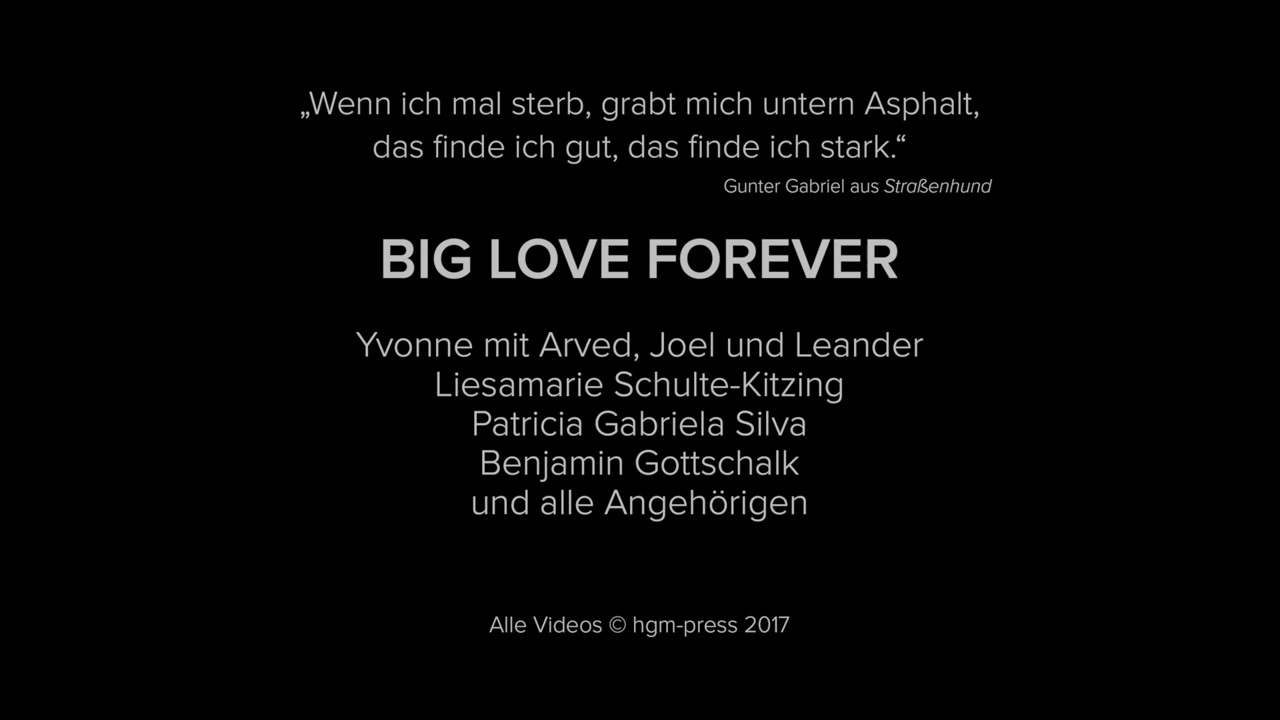 „Wenn ich mal sterb, grabt mich untern Asphalt,
das finde ich gut, das finde ich stark.“
Gunter Gabriel aus Straßenhund
BIG LOVE FOREVER
Yvonne mit Arved, Joel und Leander
Liesamarie Schulte-Kitzing
Patricia Gabriela Silva
Benjamin Gottschalk
und alle Angehörigen
Alle Videos © hgm-press 2017